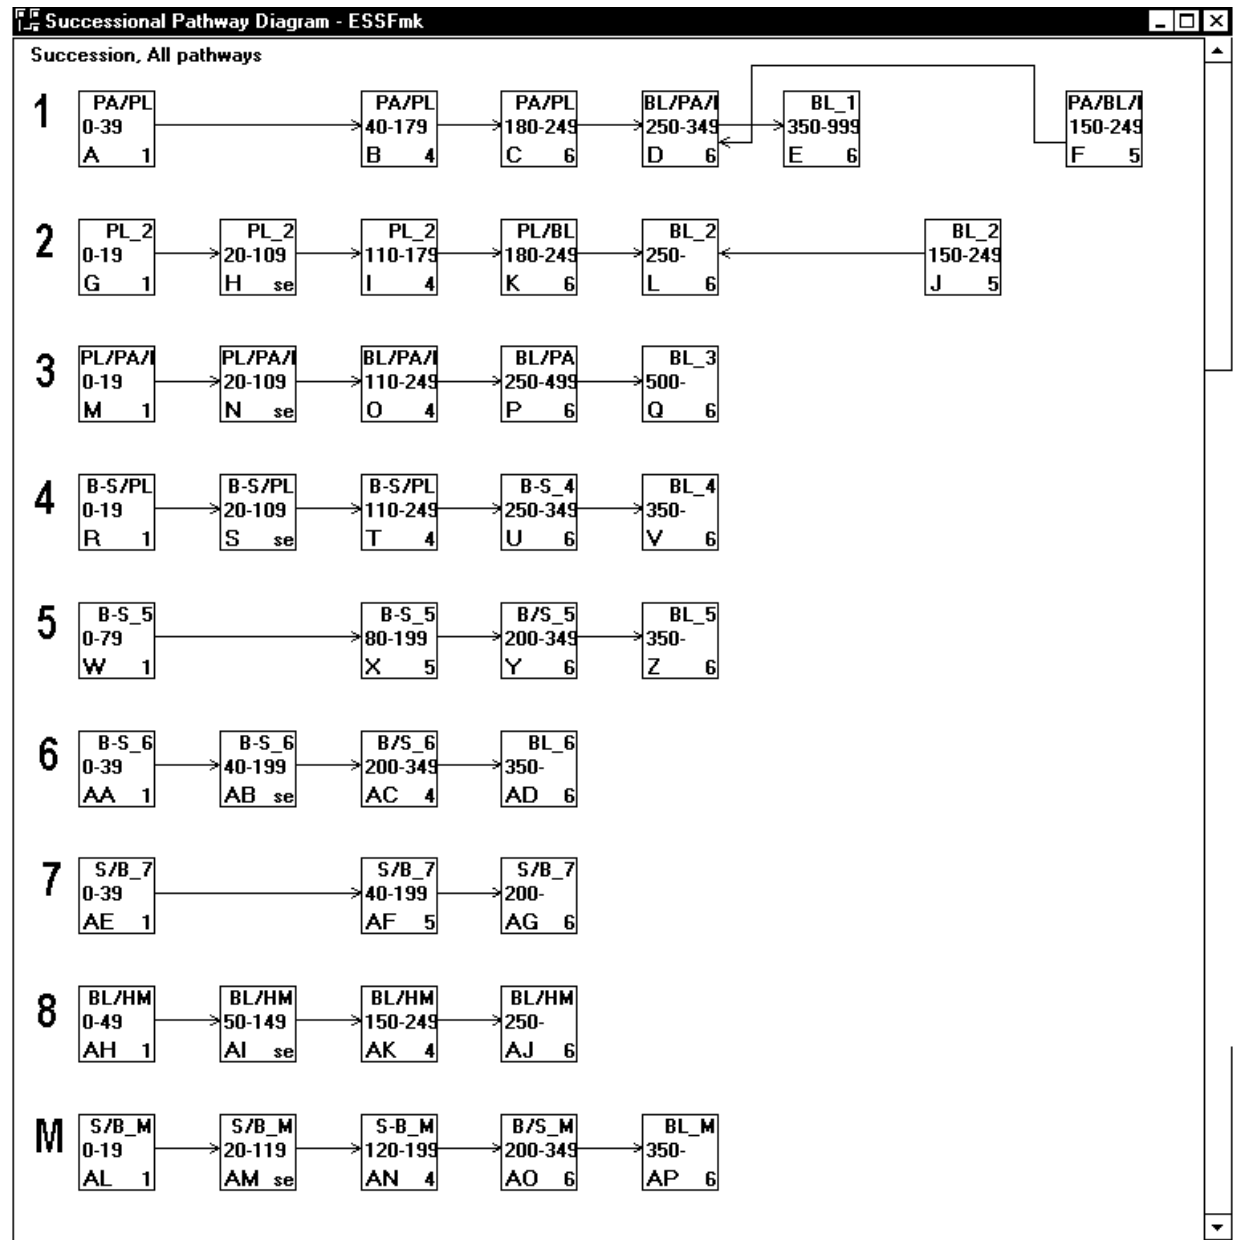 Successional Pathway Diagram - ESSFmk
Succession, All pathways
1
PA/PL
0-39
A 1
PA/PL
40-179
B 4
PA/PL
180-249
C 6
BL/PA/
250-349
D 6
BL_1
350-999
E 6
PA/BL/
150-249
F 5
2
PL_2
0-19
G 1
PL_2
20-109
H se
PL_2
110-179
I 4
PL/BL
180-249
K 6
BL_2
250-
L 6
BL_2
150-249
J 5
3
PL/PA/
0-19
M 1
PL/PA/
20-109
N se
BL/PA/
110-249
O 4
BL/PA
250-499
P 6
BL_3
500-
Q 6
4
B-S/PL
0-19
R 1
B-S/PL
20-109
S se
B-S/PL
110-249
T 4
B-S_4
250-349
U 6
BL_4
350-
V 6
5
B-S_5
0-79
W 1
B-S_5
80-199
X 5
B/S_5
200-349
Y 6
BL_5
350-
Z 6
6
B-S_6
0-39
AA 1
B-S_6
40-199
AB se
B/S_6
200-349
AC 4
BL_6
350-
AD 6
7
S/B_7
0-39
AE 1
S/B_7
40-199
AF 5
S/B_7
200-
AG 6
8
BL/HM
0-49
AH 1
BL/HM
50-149
AI se
BL/HM
150-249
AK 4
BL/HM
250-
AJ 6
M
S/B_M
0-19
AL 1
S/B_M
20-119
AM se
S-B_M
120-199
AN 4
B/S_M
200-349
AO 6
BL_M
350-
AP 6